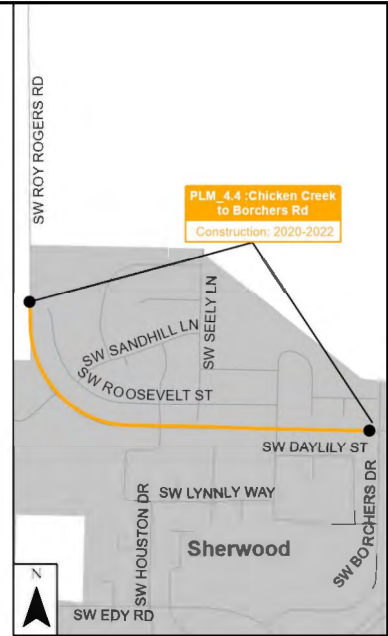 SW ROY ROGERS RD
PLM_4.4 :Chicken Creek
to Borchers Rd
Construction: 2020-2022
SW SEELY LN
SW SANDHILL LN
SW ROOSEVELT ST
SW DAYLILY ST
SW LYNNLY WAY
SW HOUSTON DR
Sherwood
SW BORCHERS DR
N
SW EDY RD